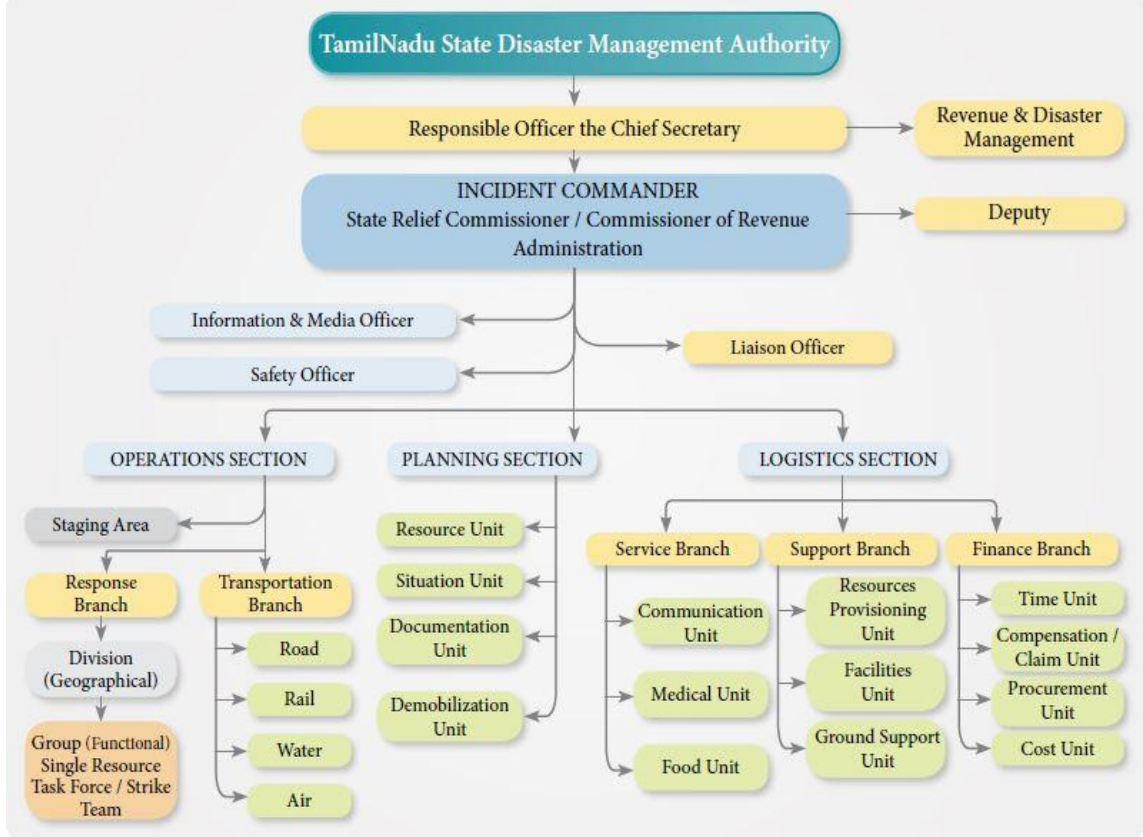 TamilNadu State Disaster Management Authority
Responsible Officer the Chief Secretary
Revenue & Disaster
Management
INCIDENT COMMANDER
State Relief Commissioner / Commissioner of Revenue
Administration
Deputy
Information & Media Officer
Liaison Officer
Safety Officer
OPERATIONS SECTION
PLANNING SECTION
LOGISTICS SECTION
Staging Area
Response
Branch
Division
(Geographical)
Group (Functional)
Single Resource
Task Force / Strike
Team
Transportation
Branch
Road
Rail
Water
Air
Resource Unit
Situation Unit
Documentation
Unit
Demobilization
Unit
Service Branch
Communication
Unit
Medical Unit
Food Unit
Support Branch
Resources
Provisioning
Unit
Facilities
Unit
Ground Support
Unit
Finance Branch
Time Unit
Compensation /
Claim Unit
Procurement
Unit
Cost Unit